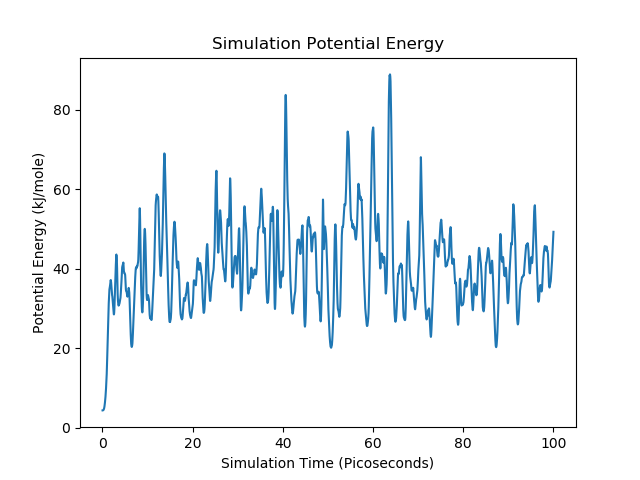 Simulation Potential Energy
Potential Energy (kJ/mole)
80
60
40
20
0
0 20 40 60 80 100
Simulation Time (Picoseconds)